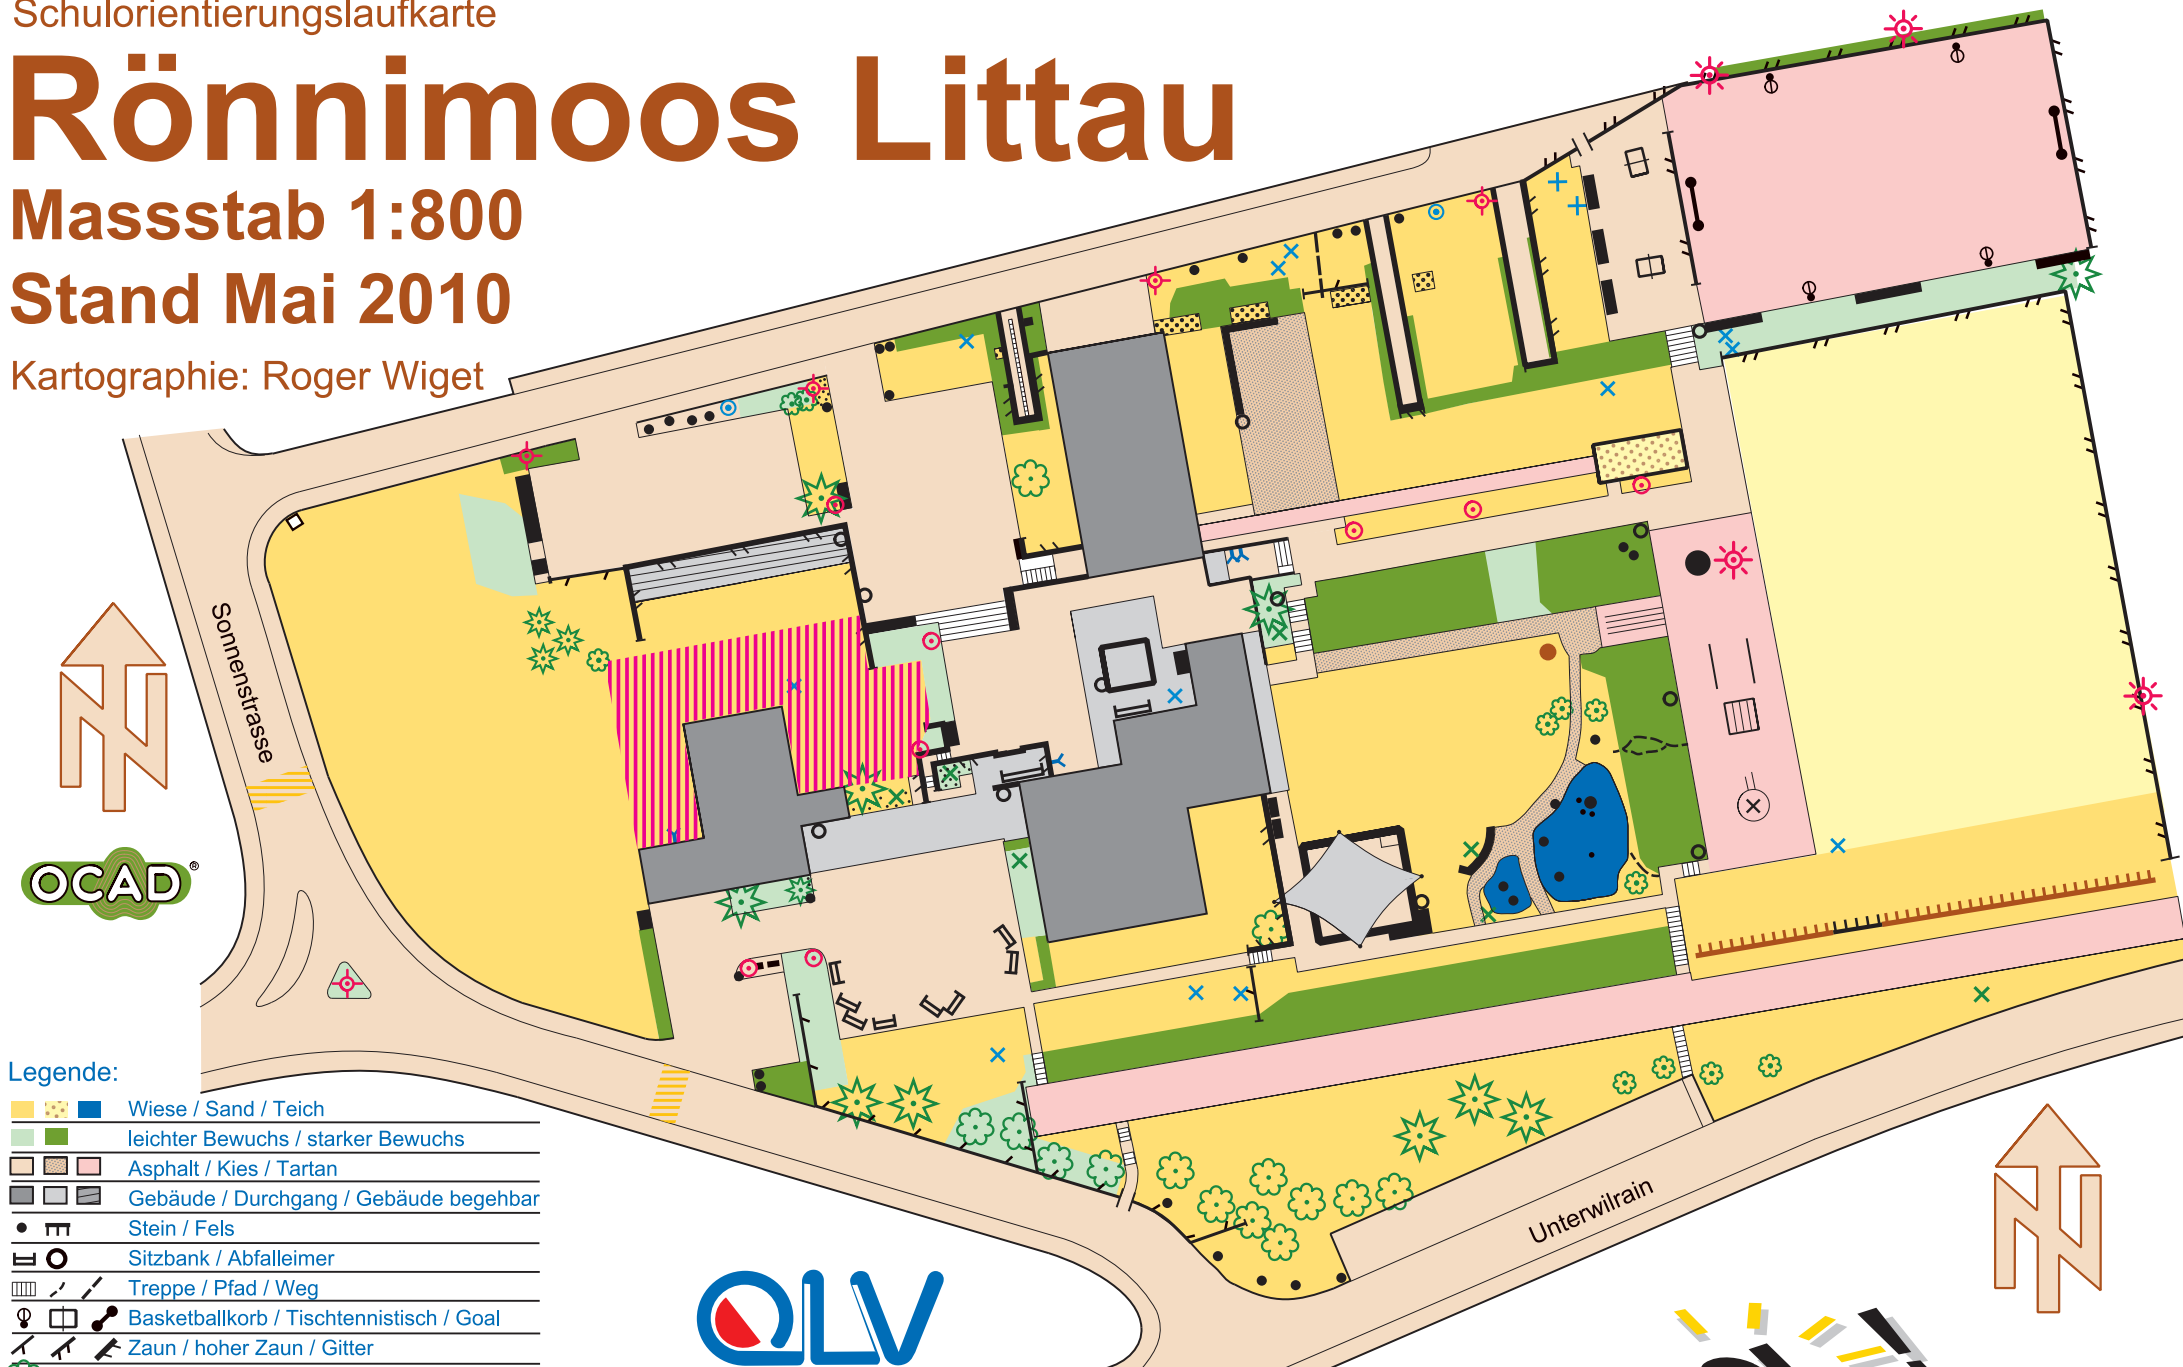 Schulorientierungslaufkarte
Rönnimoos Littau
Massstab 1:800
Stand Mai 2010
Kartographie: Roger Wiget
Sonnenstrasse
N
OCAD®
Legende:
Wiese / Sand / Teich
leichter Bewuchs / starker Bewuchs
Asphalt / Kies / Tartan
Gebäude / Durchgang / Gebäude begehbar
Stein / Fels
Sitzbank / Abfalleimer
Treppe / Pfad / Weg
Basketballkorb / Tischtennistisch / Goal
Zaun / hoher Zaun / Gitter
OLV
Unterwilrain
N